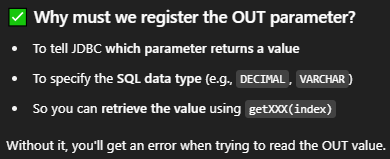 ✅ Why must we register the OUT parameter?
• To tell JDBC which parameter returns a value
• To specify the SQL data type (e.g., DECIMAL, VARCHAR)
• So you can retrieve the value using getXXX(index)
Without it, you'll get an error when trying to read the OUT value.